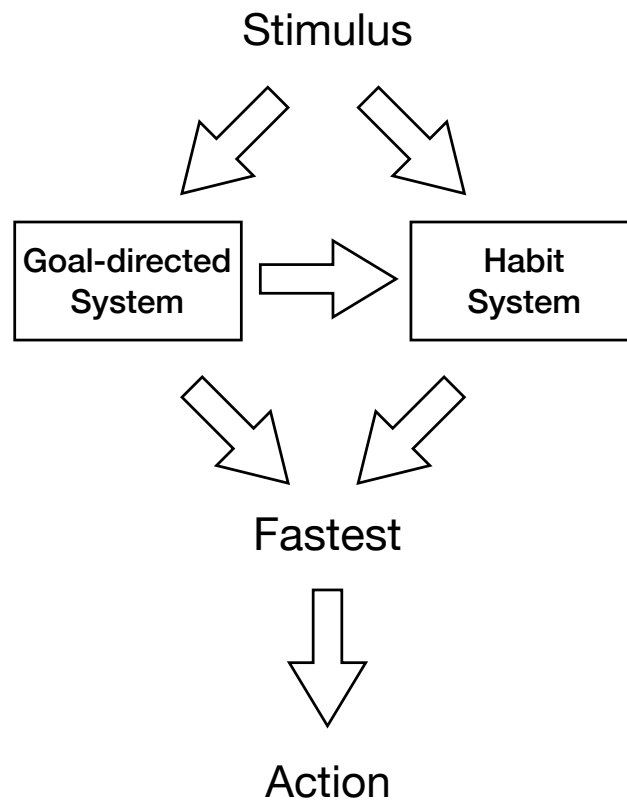 Stimulus
Goal-directed
System
Habit
System
Fastest
Action